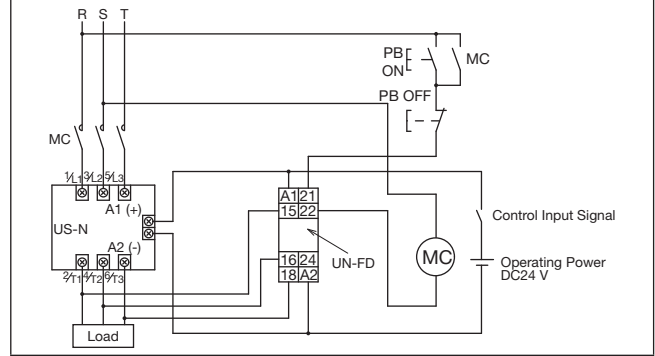 R S T
PB ON
MC
PB OFF
MC
1/L1 3/L2 5/L3
A1 (+)
US-N
A2 (-)
2/T1 4/T2 6/T3
Load
A1 21
15 22
16 24
18 A2
UN-FD
MC
Control Input Signal
Operating Power
DC24 V